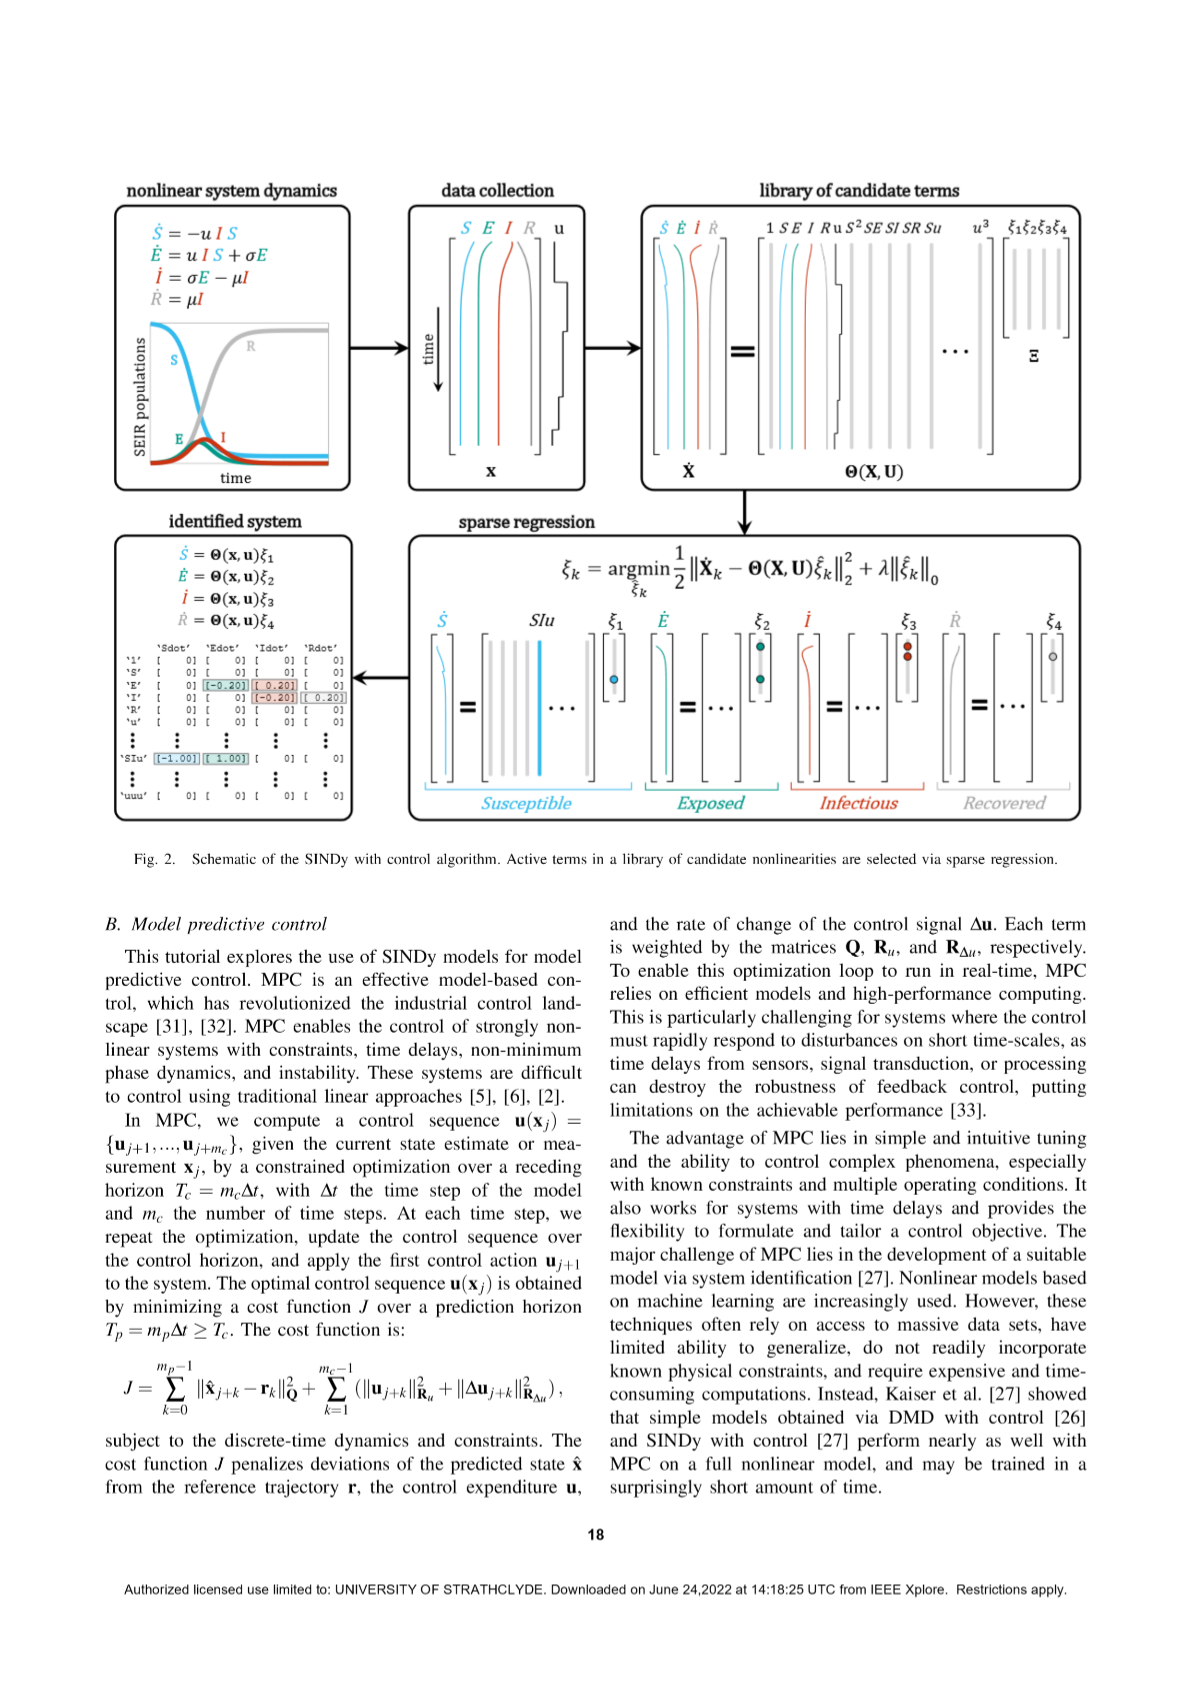 nonlinear system dynamics
Ṡ = −u I S
Ė = u I S + σE
İ = σE − μI
Ṙ = μI
SEIR populations
S
R
E
I
time
data collection
S E I R u
time
x
library of candidate terms
Ṡ Ė İ Ṙ
1 S E I R u S² SE SI SR Su u³ ξ₁ξ₂ξ₃ξ₄
=
...
Ξ
Ẋ
Θ(X, U)
identified system
Ṡ = Θ(x, u)ξ₁
Ė = Θ(x, u)ξ₂
İ = Θ(x, u)ξ₃
Ṙ = Θ(x, u)ξ₄
'Sdot' 'Edot' 'Idot' 'Rdot'
'1' [ 0] [ 0] [ 0] [ 0]
'S' [ 0] [ 0] [ 0] [ 0]
'E' [ 0] [-0.20] [ 0.20] [ 0]
'I' [ 0] [ 0] [-0.20] [ 0.20]
'R' [ 0] [ 0] [ 0] [ 0]
'u' [ 0] [ 0] [ 0] [ 0]
'SIu' [-1.00] [ 1.00] [ 0] [ 0]
'uuu' [ 0] [ 0] [ 0] [ 0]
sparse regression
ξₖ = argmin_ξ̂ₖ 1/2 ‖Ẋₖ − Θ(X, U)ξ̂ₖ‖²₂ + λ‖ξ̂ₖ‖₀
Ṡ SIu ξ₁ Ė ξ₂ İ ξ₃ Ṙ ξ₄
= ... = ... = ... = ...
Susceptible Exposed Infectious Recovered
Fig. 2. Schematic of the SINDy with control algorithm. Active terms in a library of candidate nonlinearities are selected via sparse regression.
B. Model predictive control
This tutorial explores the use of SINDy models for model
predictive control. MPC is an effective model-based con-
trol, which has revolutionized the industrial control land-
scape [31], [32]. MPC enables the control of strongly non-
linear systems with constraints, time delays, non-minimum
phase dynamics, and instability. These systems are difficult
to control using traditional linear approaches [5], [6], [2].
In MPC, we compute a control sequence u(xⱼ) =
{uⱼ₊₁, ..., u_{j+m_c}}, given the current state estimate or mea-
surement xⱼ, by a constrained optimization over a receding
horizon T_c = m_cΔt, with Δt the time step of the model
and m_c the number of time steps. At each time step, we
repeat the optimization, update the control sequence over
the control horizon, and apply the first control action uⱼ₊₁
to the system. The optimal control sequence u(xⱼ) is obtained
by minimizing a cost function J over a prediction horizon
T_p = m_pΔt ≥ T_c. The cost function is:
J = ∑_{k=0}^{m_p−1} ‖x̂_{j+k} − r_k‖²_Q + ∑_{k=1}^{m_c−1} (‖u_{j+k}‖²_{R_u} + ‖Δu_{j+k}‖²_{R_Δu}),
subject to the discrete-time dynamics and constraints. The
cost function J penalizes deviations of the predicted state x̂
from the reference trajectory r, the control expenditure u,
and the rate of change of the control signal Δu. Each term
is weighted by the matrices Q, R_u, and R_Δu, respectively.
To enable this optimization loop to run in real-time, MPC
relies on efficient models and high-performance computing.
This is particularly challenging for systems where the control
must rapidly respond to disturbances on short time-scales, as
time delays from sensors, signal transduction, or processing
can destroy the robustness of feedback control, putting
limitations on the achievable performance [33].
The advantage of MPC lies in simple and intuitive tuning
and the ability to control complex phenomena, especially
with known constraints and multiple operating conditions. It
also works for systems with time delays and provides the
flexibility to formulate and tailor a control objective. The
major challenge of MPC lies in the development of a suitable
model via system identification [27]. Nonlinear models based
on machine learning are increasingly used. However, these
techniques often rely on access to massive data sets, have
limited ability to generalize, do not readily incorporate
known physical constraints, and require expensive and time-
consuming computations. Instead, Kaiser et al. [27] showed
that simple models obtained via DMD with control [26]
and SINDy with control [27] perform nearly as well with
MPC on a full nonlinear model, and may be trained in a
surprisingly short amount of time.
18
Authorized licensed use limited to: UNIVERSITY OF STRATHCLYDE. Downloaded on June 24,2022 at 14:18:25 UTC from IEEE Xplore. Restrictions apply.